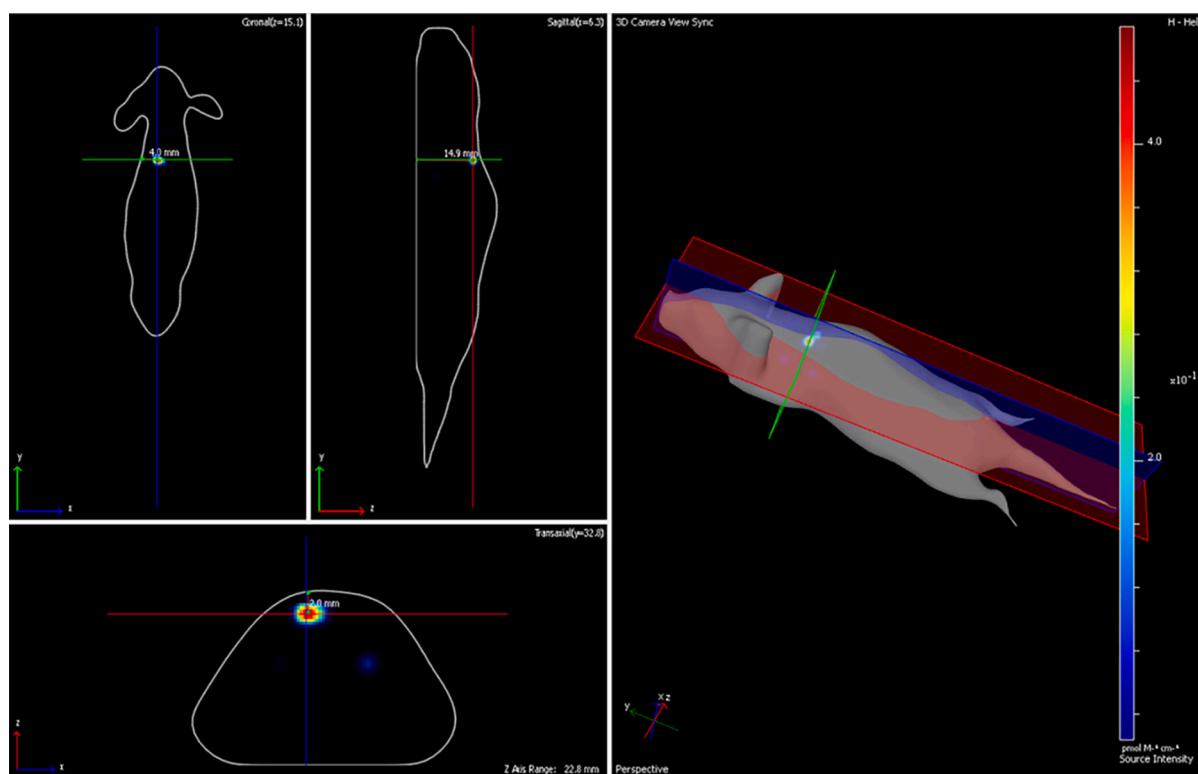 Coronal(z=15.1)
4.0 mm
y
x
Sagittal(x=6.3)
14.9 mm
y
z
Transaxial(y=32.8)
2.0 mm
z
x
Z Axis Range: 22.8 mm
3D Camera View Sync
H - Hel
4.0
x10⁻¹
2.0
y
x z
Perspective
pmol M⁻¹ cm⁻¹
Source Intensity